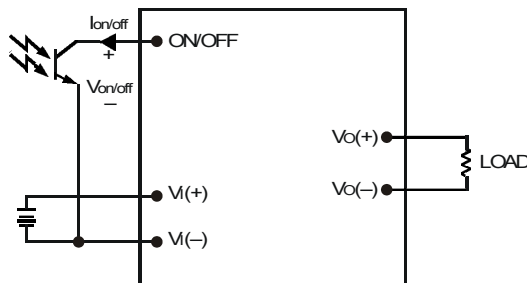 Ion/off
ON/OFF
+
Von/off
–
VO(+)
LOAD
VO(–)
VI(+)
VI(–)